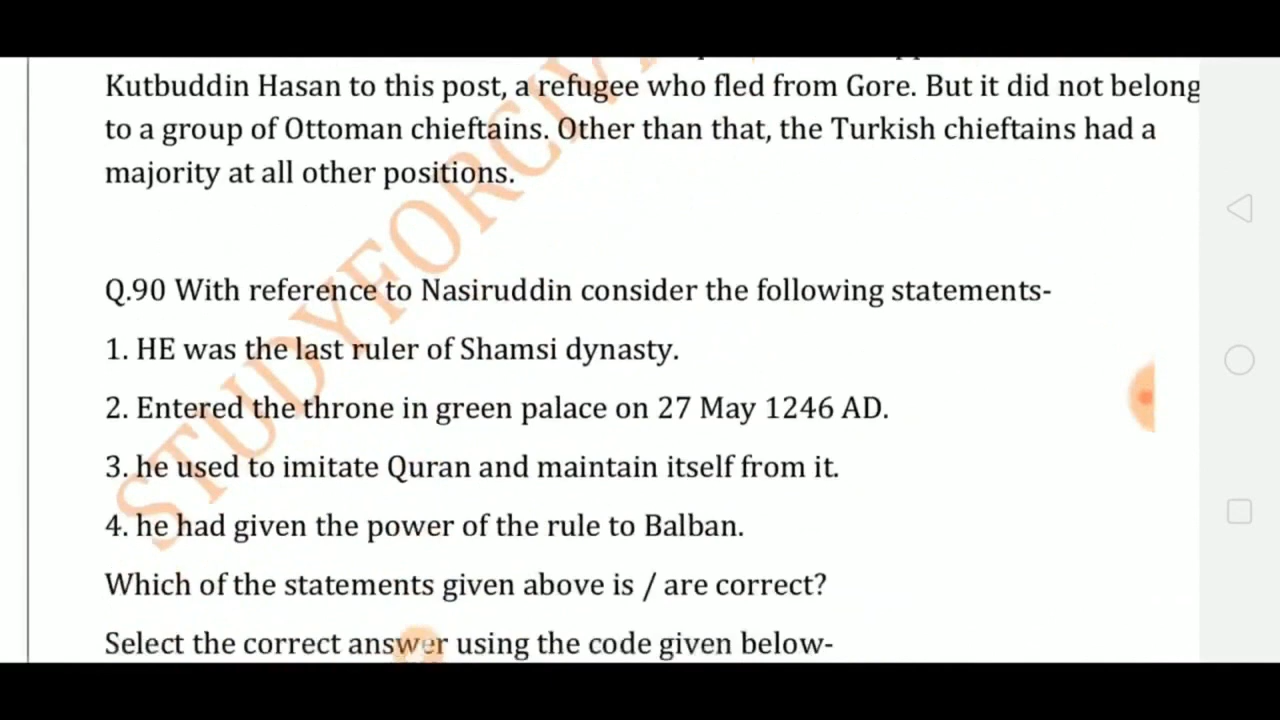 Kutbuddin Hasan to this post, a refugee who fled from Gore. But it did not belong
to a group of Ottoman chieftains. Other than that, the Turkish chieftains had a
majority at all other positions.
Q.90 With reference to Nasiruddin consider the following statements-
1. HE was the last ruler of Shamsi dynasty.
2. Entered the throne in green palace on 27 May 1246 AD.
3. he used to imitate Quran and maintain itself from it.
4. he had given the power of the rule to Balban.
Which of the statements given above is / are correct?
Select the correct answer using the code given below-
STUDYFORCIV